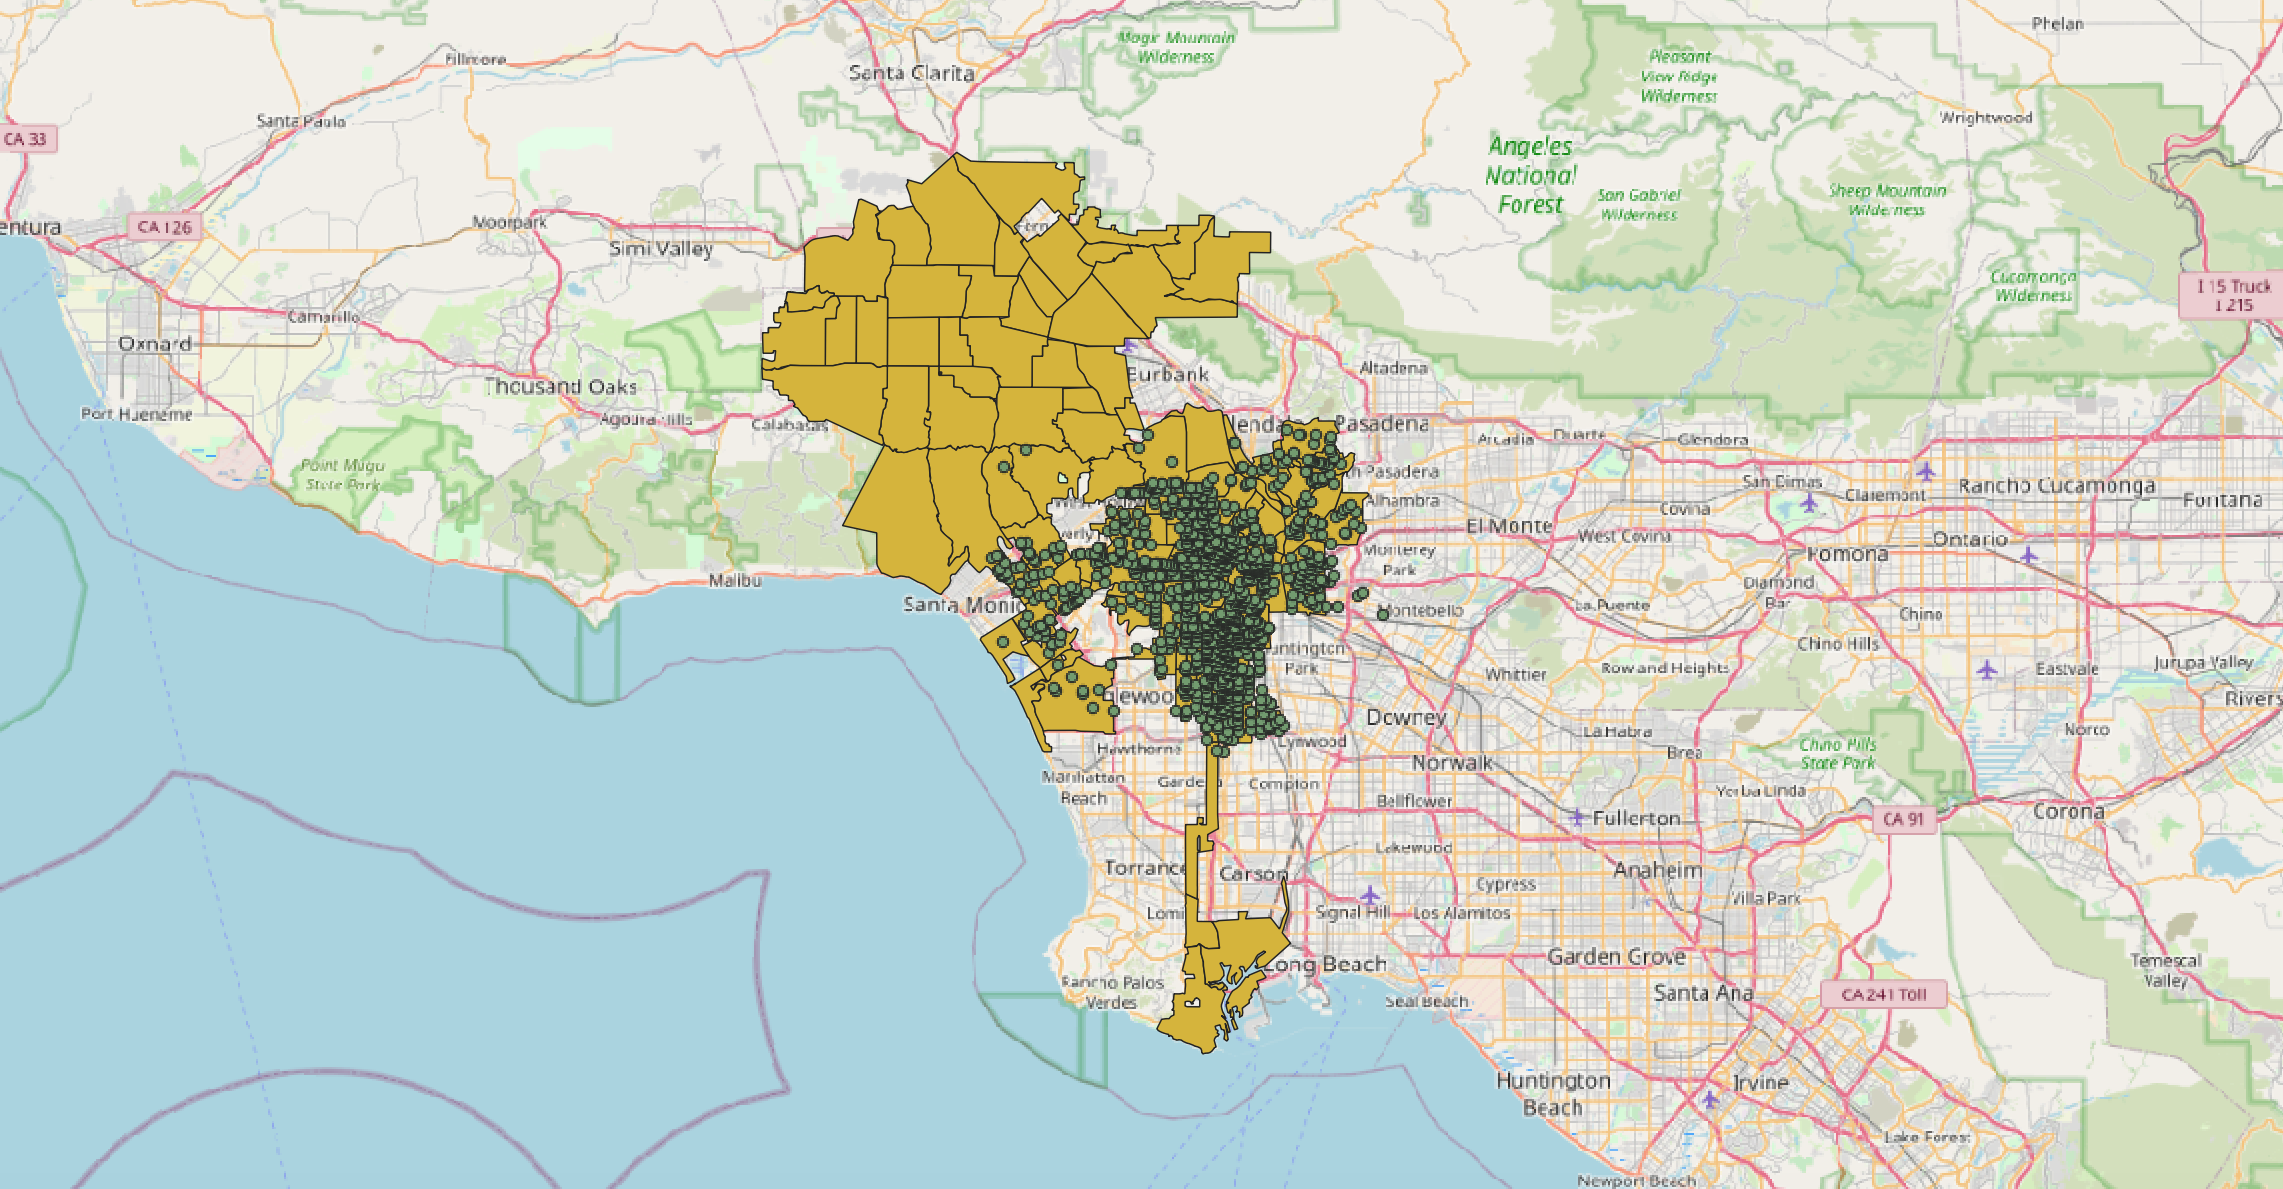 Phelan
Magic Mountain
Wilderness
Pleasant
View Ridge
Wilderness
Fillmore
Santa Clarita
Santa Paula
CA 33
Wrightwood
Angeles
National
Forest
San Gabriel
Wilderness
Sheep Mountain
Wilderness
Moorpark
CA 126
entura
Simi Valley
Cucamonga
Wilderness
I 15 Truck
I 215
Camarillo
Oxnard
Thousand Oaks
Port Hueneme
Agoura Hills
Calabasas
Burbank
Altadena
Pasadena
Arcadia
Duarte
Glendora
Point Mugu
State Park
Pasadena
Alhambra
San Dimas
Claremont
Rancho Cucamonga
Fontana
Covina
El Monte
West Covina
Pomona
Ontario
Monterey
Park
Malibu
Diamond
Bar
Santa Moni
Montebello
La Puente
Chino
Chino Hills
untington
Park
Whittier
Rowland Heights
Eastvale
Jurupa Valley
Rivers
glewoo
Downey
La Habra
Brea
Norco
Hawthorne
Lynwood
Norwalk
Chino Hills
State Park
Manhattan
Beach
Garde
Compton
Bellflower
Yorba Linda
Fullerton
CA 91
Corona
Lakewood
Torrance
Carson
Anaheim
Cypress
Villa Park
Lomi
Signal Hill
Los Alamitos
Garden Grove
Long Beach
Temescal
Valley
Rancho Palos
Verdes
Seal Beach
Santa Ana
CA 241 Toll
Huntington
Beach
Irvine
Lake Forest
Newport Beach